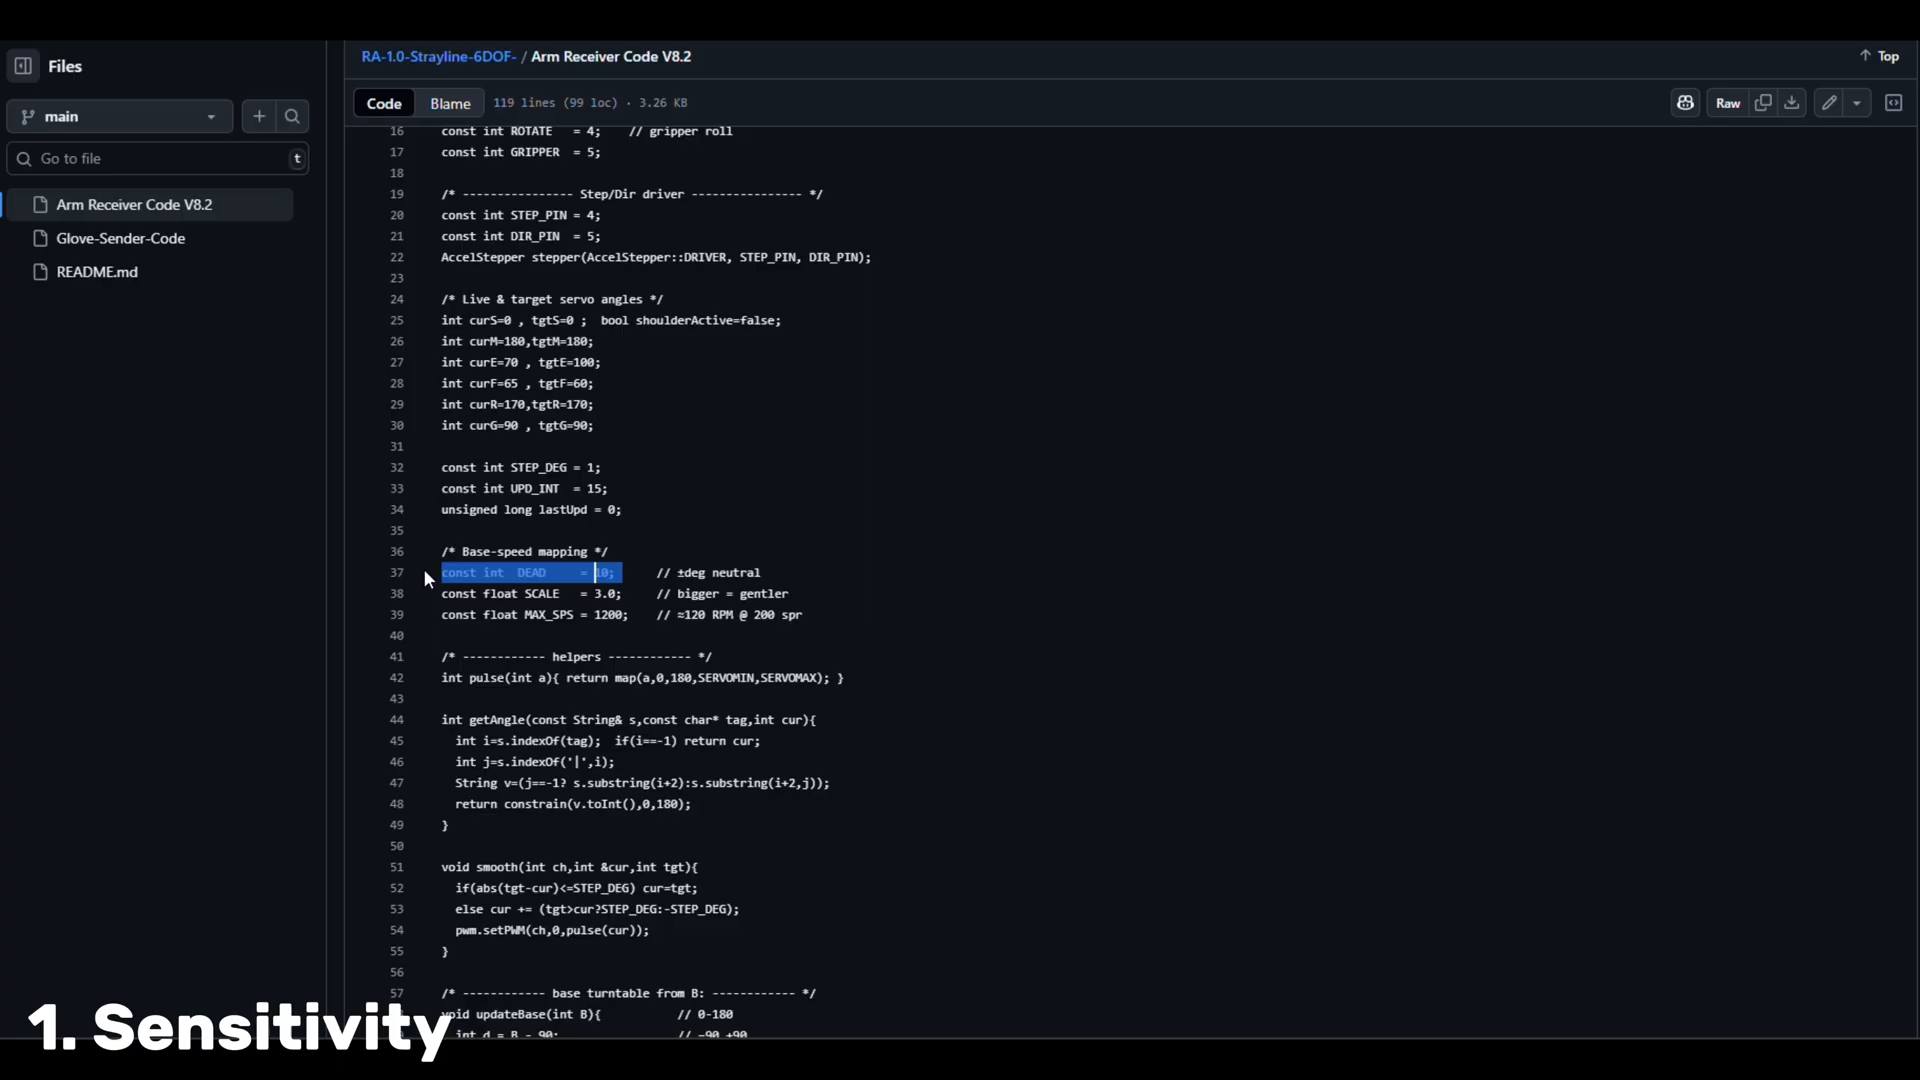 Files
main
Go to file
t
Arm Receiver Code V8.2
Glove-Sender-Code
README.md
RA-1.0-Strayline-6DOF- / Arm Receiver Code V8.2
Top
Code
Blame
119 lines (99 loc) · 3.26 KB
Raw
16 const int ROTATE   = 4;    // gripper roll
17 const int GRIPPER  = 5;
18
19 /* ---------------- Step/Dir driver ---------------- */
20 const int STEP_PIN = 4;
21 const int DIR_PIN  = 5;
22 AccelStepper stepper(AccelStepper::DRIVER, STEP_PIN, DIR_PIN);
23
24 /* Live & target servo angles */
25 int curS=0 , tgtS=0 ;  bool shoulderActive=false;
26 int curM=180,tgtM=180;
27 int curE=70 , tgtE=100;
28 int curF=65 , tgtF=60;
29 int curR=170,tgtR=170;
30 int curG=90 , tgtG=90;
31
32 const int STEP_DEG = 1;
33 const int UPD_INT  = 15;
34 unsigned long lastUpd = 0;
35
36 /* Base-speed mapping */
37 const int  DEAD     = 10;      // ±deg neutral
38 const float SCALE   = 3.0;     // bigger = gentler
39 const float MAX_SPS = 1200;    // ≈120 RPM @ 200 spr
40
41 /* ------------ helpers ------------ */
42 int pulse(int a){ return map(a,0,180,SERVOMIN,SERVOMAX); }
43
44 int getAngle(const String& s,const char* tag,int cur){
45   int i=s.indexOf(tag);  if(i==-1) return cur;
46   int j=s.indexOf('|',i);
47   String v=(j==-1? s.substring(i+2):s.substring(i+2,j));
48   return constrain(v.toInt(),0,180);
49 }
50
51 void smooth(int ch,int &cur,int tgt){
52   if(abs(tgt-cur)<=STEP_DEG) cur=tgt;
53   else cur += (tgt>cur?STEP_DEG:-STEP_DEG);
54   pwm.setPWM(ch,0,pulse(cur));
55 }
56
57 /* ------------ base turntable from B: ------------ */
void updateBase(int B){           // 0-180
int d = B - 90;                 // -90 +90
1. Sensitivity